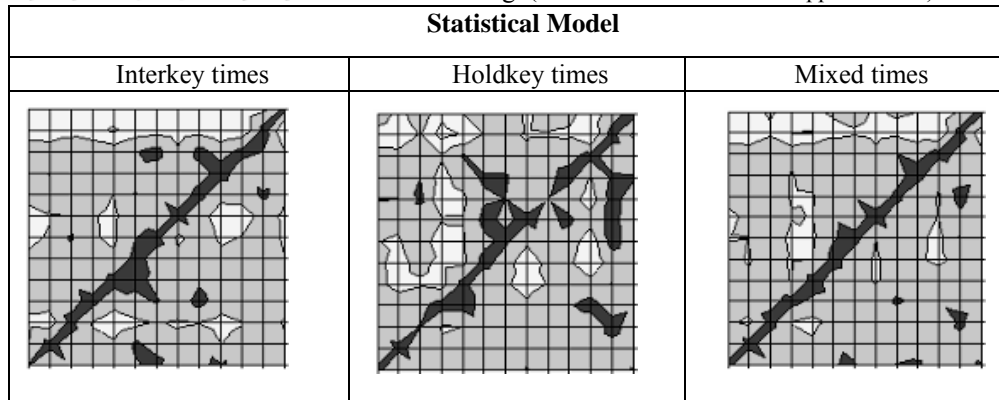 Statistical Model
Interkey times
Holdkey times
Mixed times